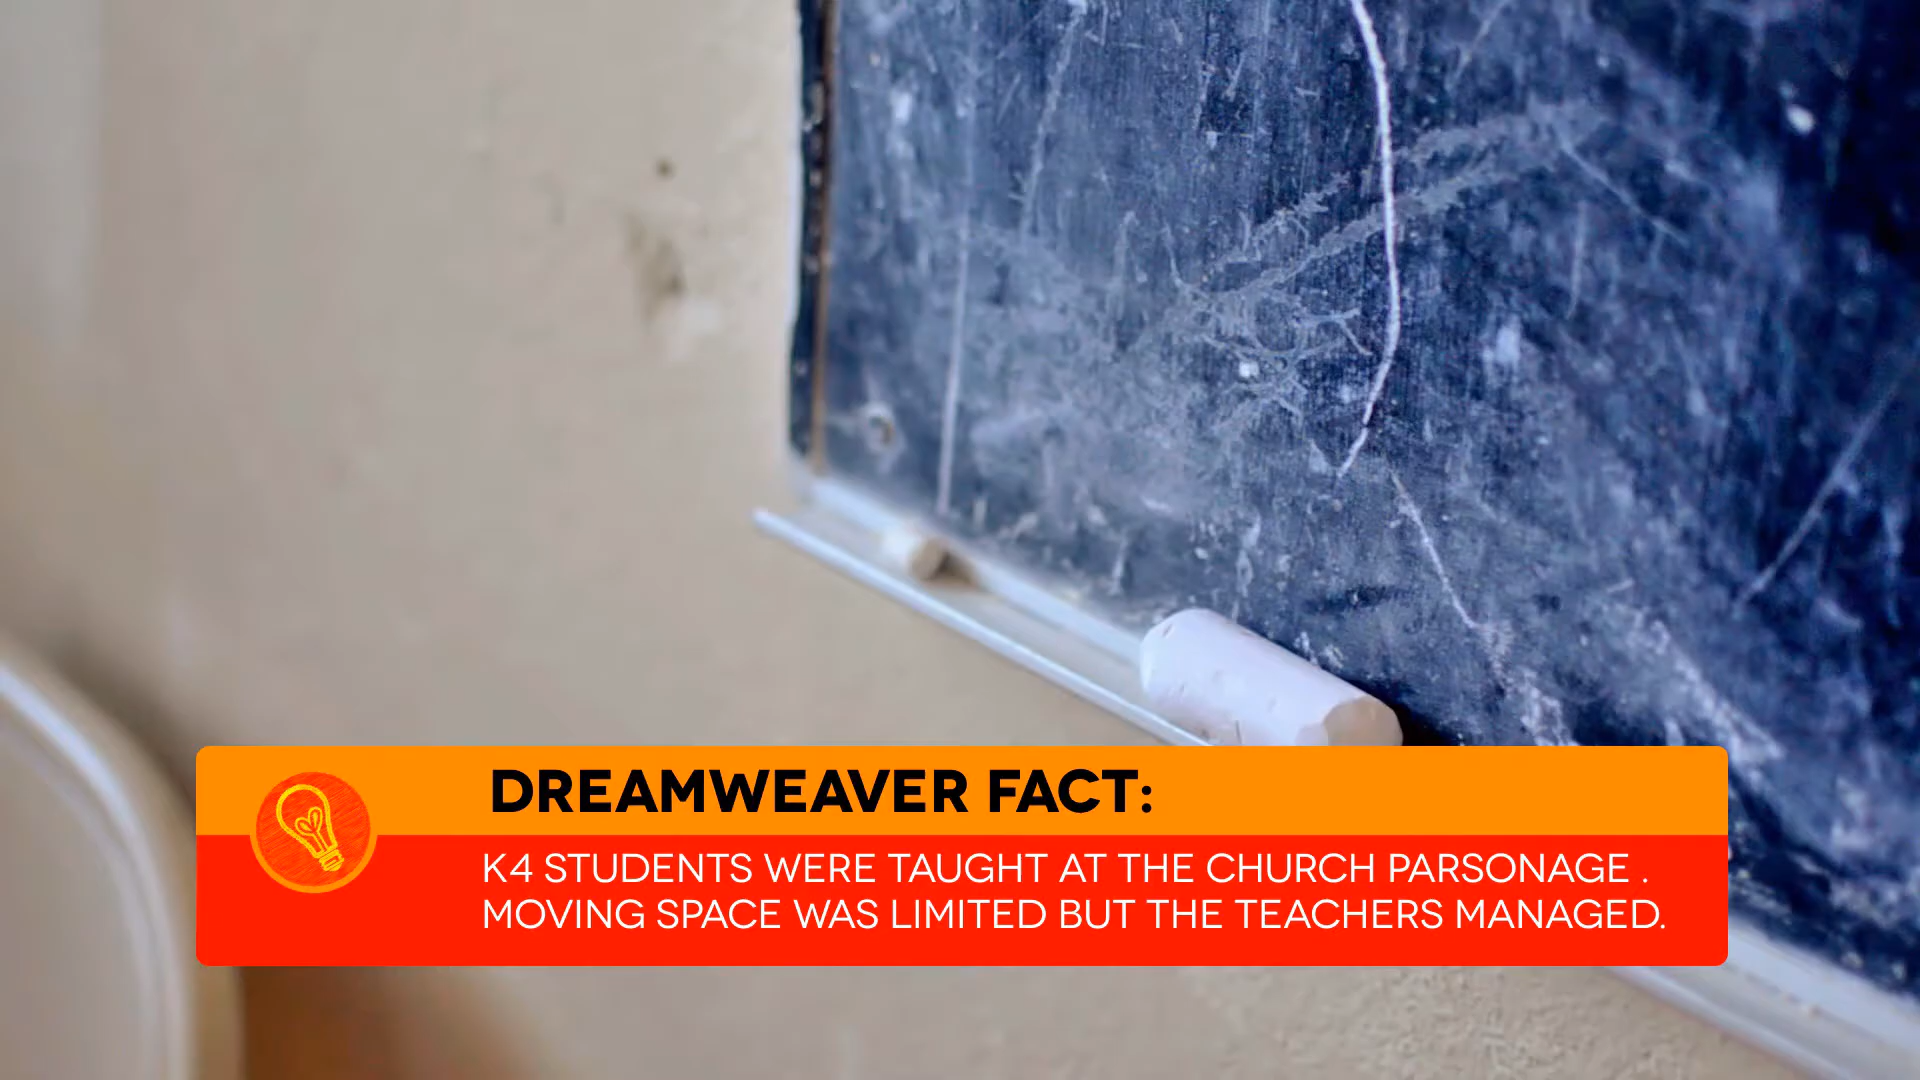 DREAMWEAVER FACT:
K4 STUDENTS WERE TAUGHT AT THE CHURCH PARSONAGE .
MOVING SPACE WAS LIMITED BUT THE TEACHERS MANAGED.